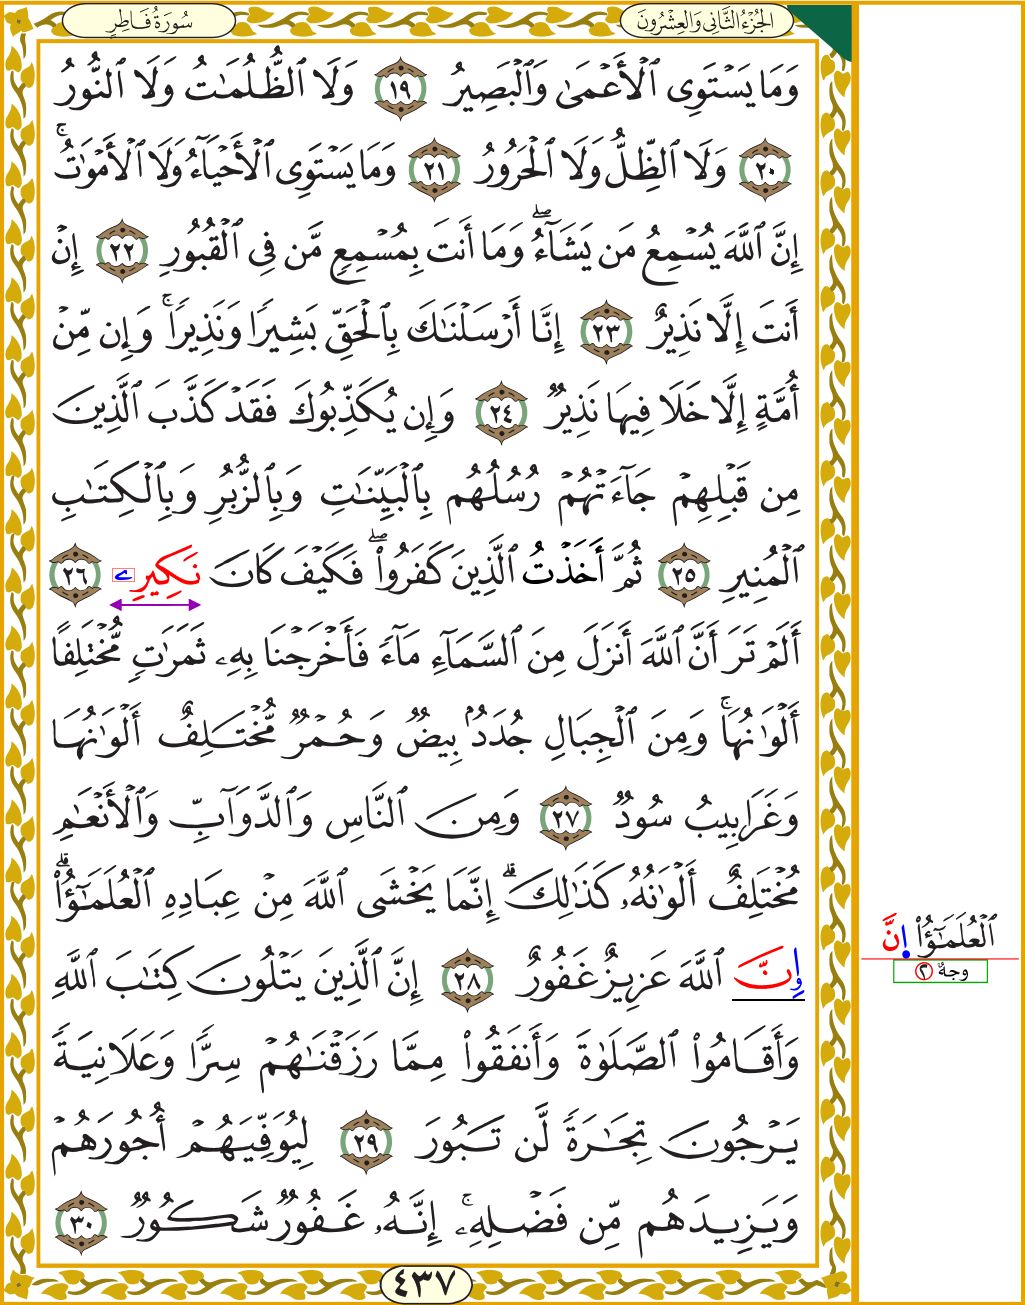 الجُزْءُ الثَّانِي وَالعِشْرُونَ
سُورَةُ فَاطِرٍ
وَمَا يَسۡتَوِي ٱلۡأَعۡمَىٰ وَٱلۡبَصِيرُ ١٩ وَلَا ٱلظُّلُمَٰتُ وَلَا ٱلنُّورُ
٢٠ وَلَا ٱلظِّلُّ وَلَا ٱلۡحَرُورُ ٢١ وَمَا يَسۡتَوِي ٱلۡأَحۡيَآءُ وَلَا ٱلۡأَمۡوَٰتُۚ
إِنَّ ٱللَّهَ يُسۡمِعُ مَن يَشَآءُۖ وَمَآ أَنتَ بِمُسۡمِعٖ مَّن فِي ٱلۡقُبُورِ ٢٢ إِنۡ
أَنتَ إِلَّا نَذِيرٌ ٢٣ إِنَّآ أَرۡسَلۡنَٰكَ بِٱلۡحَقِّ بَشِيرٗا وَنَذِيرٗاۚ وَإِن مِّنۡ
أُمَّةٍ إِلَّا خَلَا فِيهَا نَذِيرٞ ٢٤ وَإِن يُكَذِّبُوكَ فَقَدۡ كَذَّبَ ٱلَّذِينَ
مِن قَبۡلِهِمۡ جَآءَتۡهُمۡ رُسُلُهُم بِٱلۡبَيِّنَٰتِ وَبِٱلزُّبُرِ وَبِٱلۡكِتَٰبِ
ٱلۡمُنِيرِ ٢٥ ثُمَّ أَخَذۡتُ ٱلَّذِينَ كَفَرُواْۖ فَكَيۡفَ كَانَ نَكِيرِۦ ٢٦
أَلَمۡ تَرَ أَنَّ ٱللَّهَ أَنزَلَ مِنَ ٱلسَّمَآءِ مَآءٗ فَأَخۡرَجۡنَا بِهِۦ ثَمَرَٰتٖ مُّخۡتَلِفًا
أَلۡوَٰنُهَاۚ وَمِنَ ٱلۡجِبَالِ جُدَدُۢ بِيضٞ وَحُمۡرٞ مُّخۡتَلِفٌ أَلۡوَٰنُهَا
وَغَرَابِيبُ سُودٞ ٢٧ وَمِنَ ٱلنَّاسِ وَٱلدَّوَآبِّ وَٱلۡأَنۡعَٰمِ
مُخۡتَلِفٌ أَلۡوَٰنُهُۥ كَذَٰلِكَۗ إِنَّمَا يَخۡشَى ٱللَّهَ مِنۡ عِبَادِهِ ٱلۡعُلَمَٰٓؤُاْۗ
وِنَّ ٱللَّهَ عَزِيزٌ غَفُورٌ ٢٨ إِنَّ ٱلَّذِينَ يَتۡلُونَ كِتَٰبَ ٱللَّهِ
وَأَقَامُواْ ٱلصَّلَوٰةَ وَأَنفَقُواْ مِمَّا رَزَقۡنَٰهُمۡ سِرّٗا وَعَلَانِيَةٗ
يَرۡجُونَ تِجَٰرَةٗ لَّن تَبُورَ ٢٩ لِيُوَفِّيَهُمۡ أُجُورَهُمۡ
وَيَزِيدَهُم مِّن فَضۡلِهِۦٓۚ إِنَّهُۥ غَفُورٞ شَكُورٞ ٣٠
ٱلۡعُلَمَٰٓؤُاْ اِنَّ
وجهٌ ٢
٤٣٧